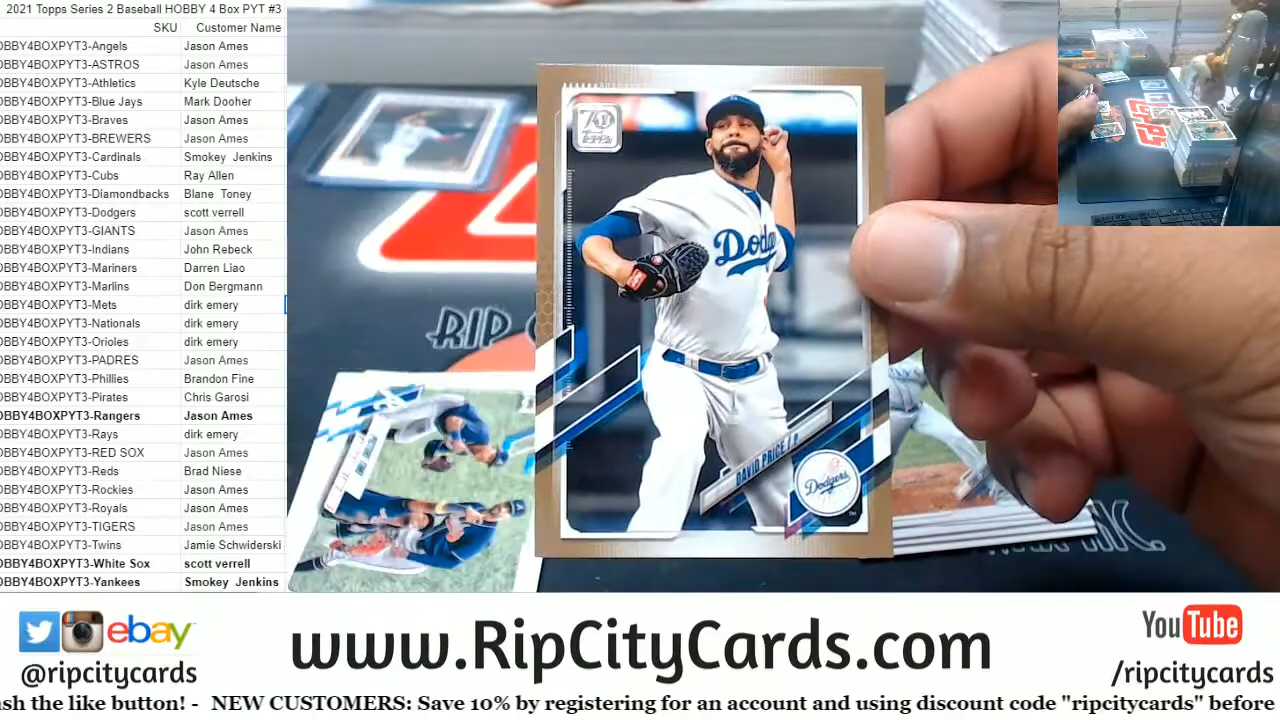 2021 Topps Series 2 Baseball HOBBY 4 Box PYT #3
SKU Customer Name
OBBY4BOXPYT3-Angels Jason Ames
OBBY4BOXPYT3-ASTROS Jason Ames
OBBY4BOXPYT3-Athletics Kyle Deutsche
OBBY4BOXPYT3-Blue Jays Mark Dooher
OBBY4BOXPYT3-Braves Jason Ames
OBBY4BOXPYT3-BREWERS Jason Ames
OBBY4BOXPYT3-Cardinals Smokey Jenkins
OBBY4BOXPYT3-Cubs Ray Allen
OBBY4BOXPYT3-Diamondbacks Blane Toney
OBBY4BOXPYT3-Dodgers scott verrell
OBBY4BOXPYT3-GIANTS Jason Ames
OBBY4BOXPYT3-Indians John Rebeck
OBBY4BOXPYT3-Mariners Darren Liao
OBBY4BOXPYT3-Marlins Don Bergmann
OBBY4BOXPYT3-Mets dirk emery
OBBY4BOXPYT3-Nationals dirk emery
OBBY4BOXPYT3-Orioles dirk emery
OBBY4BOXPYT3-PADRES Jason Ames
OBBY4BOXPYT3-Phillies Brandon Fine
OBBY4BOXPYT3-Pirates Chris Garosi
OBBY4BOXPYT3-Rangers Jason Ames
OBBY4BOXPYT3-Rays dirk emery
OBBY4BOXPYT3-RED SOX Jason Ames
OBBY4BOXPYT3-Reds Brad Niese
OBBY4BOXPYT3-Rockies Jason Ames
OBBY4BOXPYT3-Royals Jason Ames
OBBY4BOXPYT3-TIGERS Jason Ames
OBBY4BOXPYT3-Twins Jamie Schwiderski
OBBY4BOXPYT3-White Sox scott verrell
OBBY4BOXPYT3-Yankees Smokey Jenkins
70
TOPPS
Dodge
DAVID PRICE / P
Dodgers
RIP
ebay
@ripcitycards
www.RipCityCards.com
YouTube
/ripcitycards
ash the like button! - NEW CUSTOMERS: Save 10% by registering for an account and using discount code "ripcitycards" before